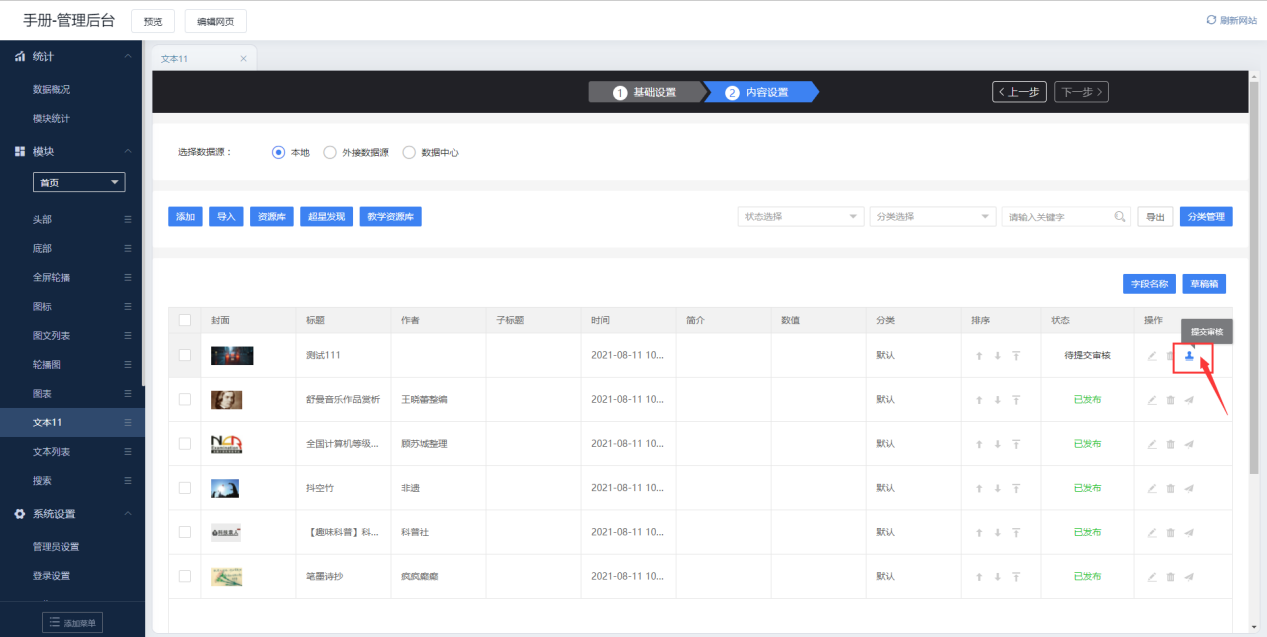 手册-管理后台 预览 编辑网页 刷新网站
统计
数据概况
模块统计
模块
首页
头部
底部
全屏轮播
图标
图文列表
轮播图
图表
文本11
文本列表
搜索
系统设置
管理员设置
登录设置
添加菜单
文本11 ×
1 基础设置 2 内容设置 上一步 下一步
选择数据源： 本地 外接数据源 数据中心
添加 导入 资源库 超星发现 教学资源库 状态选择 分类选择 请输入关键字 导出 分类管理
字段名称 草稿箱
封面 标题 作者 子标题 时间 简介 数值 分类 排序 状态 操作
提交审核
测试111 2021-08-11 10... 默认 待提交审核
舒曼音乐作品赏析 王晓蕾整编 2021-08-11 10... 默认 已发布
NCR 全国计算机等级... 顾苏城整理 2021-08-11 10... 默认 已发布
抖空竹 非遗 2021-08-11 10... 默认 已发布
【趣味科普】科... 科普社 2021-08-11 10... 默认 已发布
笔墨诗抄 疯疯癫癫 2021-08-11 10... 默认 已发布